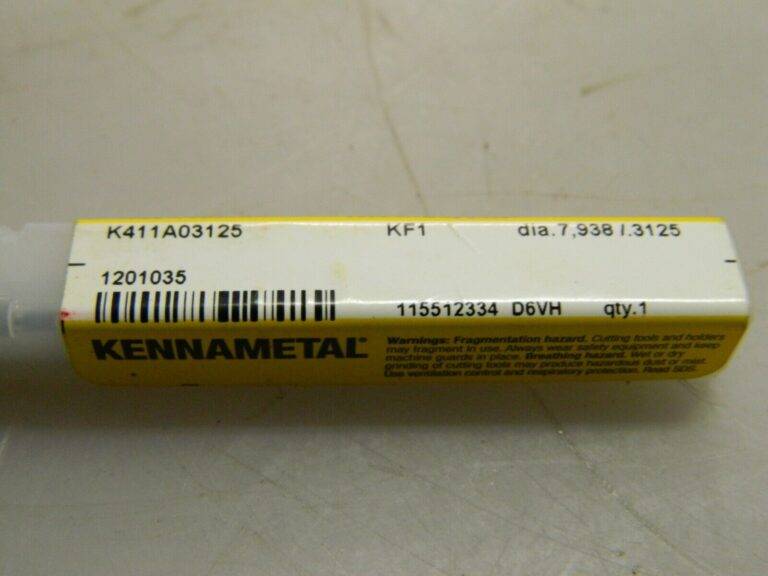 K411A03125 KF1 dia.7,938 /.3125
1201035
115512334 D6VH qty.1
KENNAMETAL
Warnings: Fragmentation hazard. Cutting tools and holders
may fragment in use. Always wear safety equipment and keep
machine guards in place. Breathing hazard. Wet or dry
grinding of cutting tools may produce hazardous dust or mist.
Use ventilation control and respiratory protection. Read SDS.